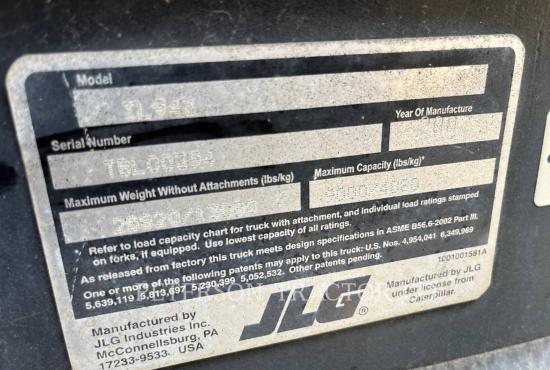 Model
TL943
Serial Number
Year of Manufacture
TBL00354
Maximum Weight Without Attachments (lbs/kg)
Maximum Capacity (lbs/kg)*
9000/4080
Refer to load capacity chart for truck with attachment, and individual load ratings stamped
on forks, if equipped. Use lowest capacity of all ratings.
As released from factory this truck meets design specifications in ASME B56.6-2002 Part III.
One or more of the following patents may apply to this truck: U.S. Nos. 4,954,041 6,349,969
5,639,119 5,813,697 5,230,399 5,052,532. Other patents pending.
1001001581A
Manufactured by
JLG Industries Inc.
McConnellsburg, PA
17233-9533 USA
JLG®
Manufactured by JLG
under license from
Caterpillar.
PETERSON TRACTOR